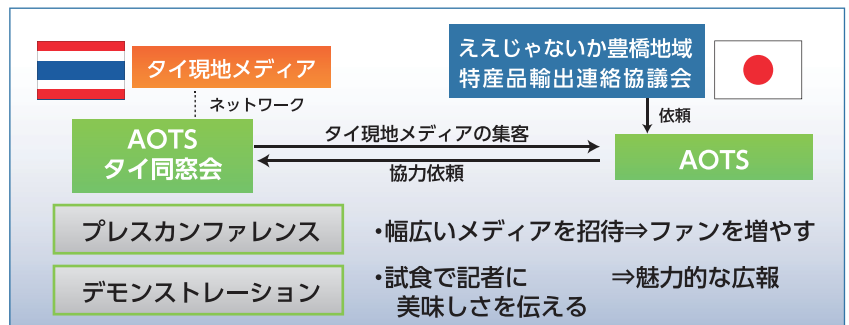 タイ現地メディア
ええじゃないか豊橋地域
特産品輸出連絡協議会
ネットワーク
依頼
AOTS
タイ同窓会
タイ現地メディアの集客
協力依頼
AOTS
プレスカンファレンス
・幅広いメディアを招待⇒ファンを増やす
デモンストレーション
・試食で記者に ⇒魅力的な広報
美味しさを伝える